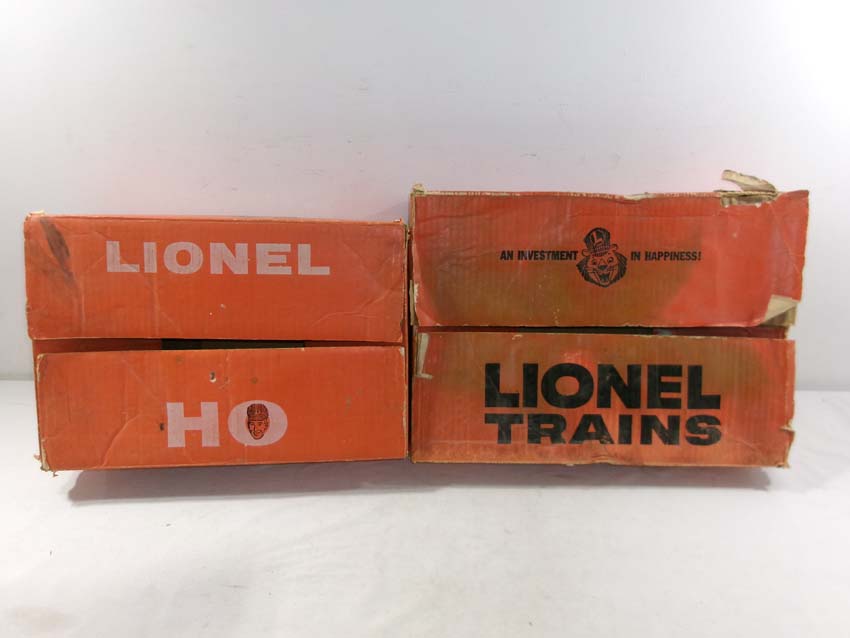 LIONEL
HO
AN INVESTMENT IN HAPPINESS!
LIONEL
TRAINS